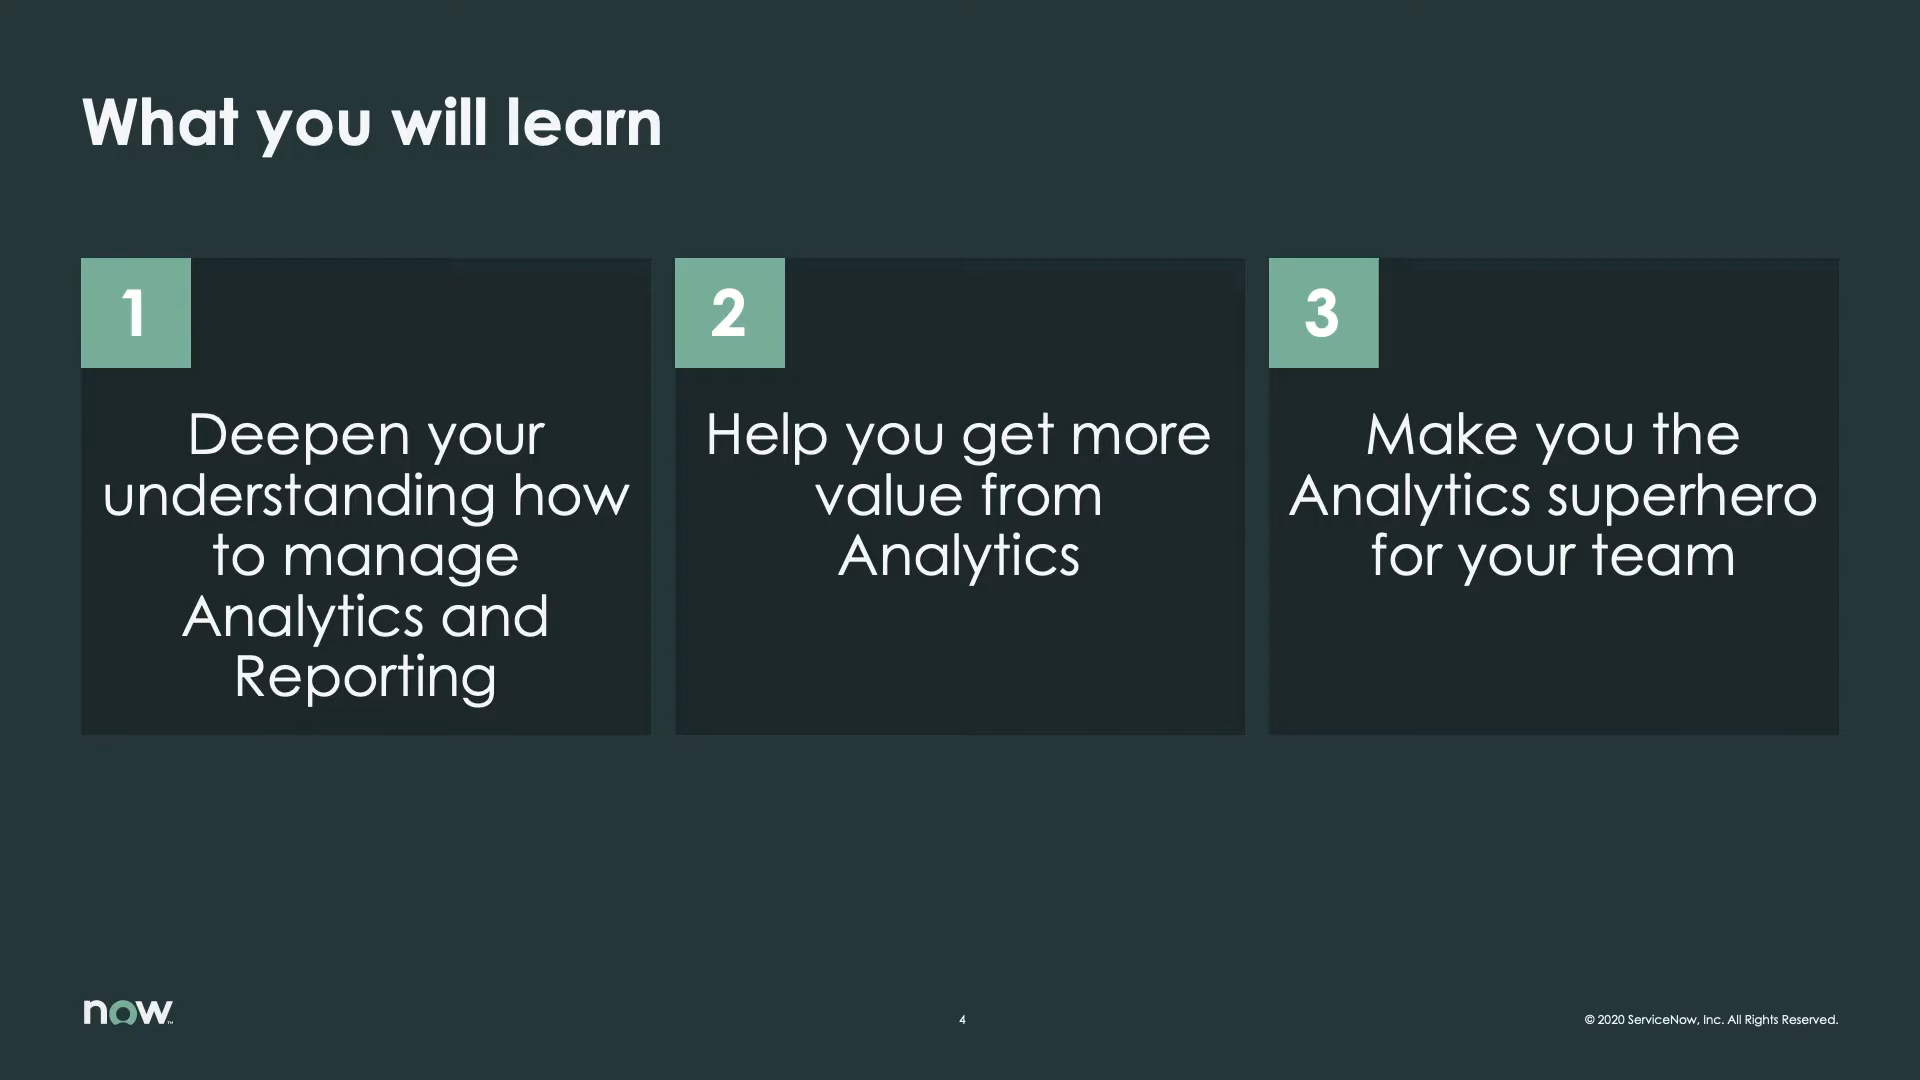 What you will learn
1
Deepen your
understanding how
to manage
Analytics and
Reporting
2
Help you get more
value from
Analytics
3
Make you the
Analytics superhero
for your team
now™
4
© 2020 ServiceNow, Inc. All Rights Reserved.